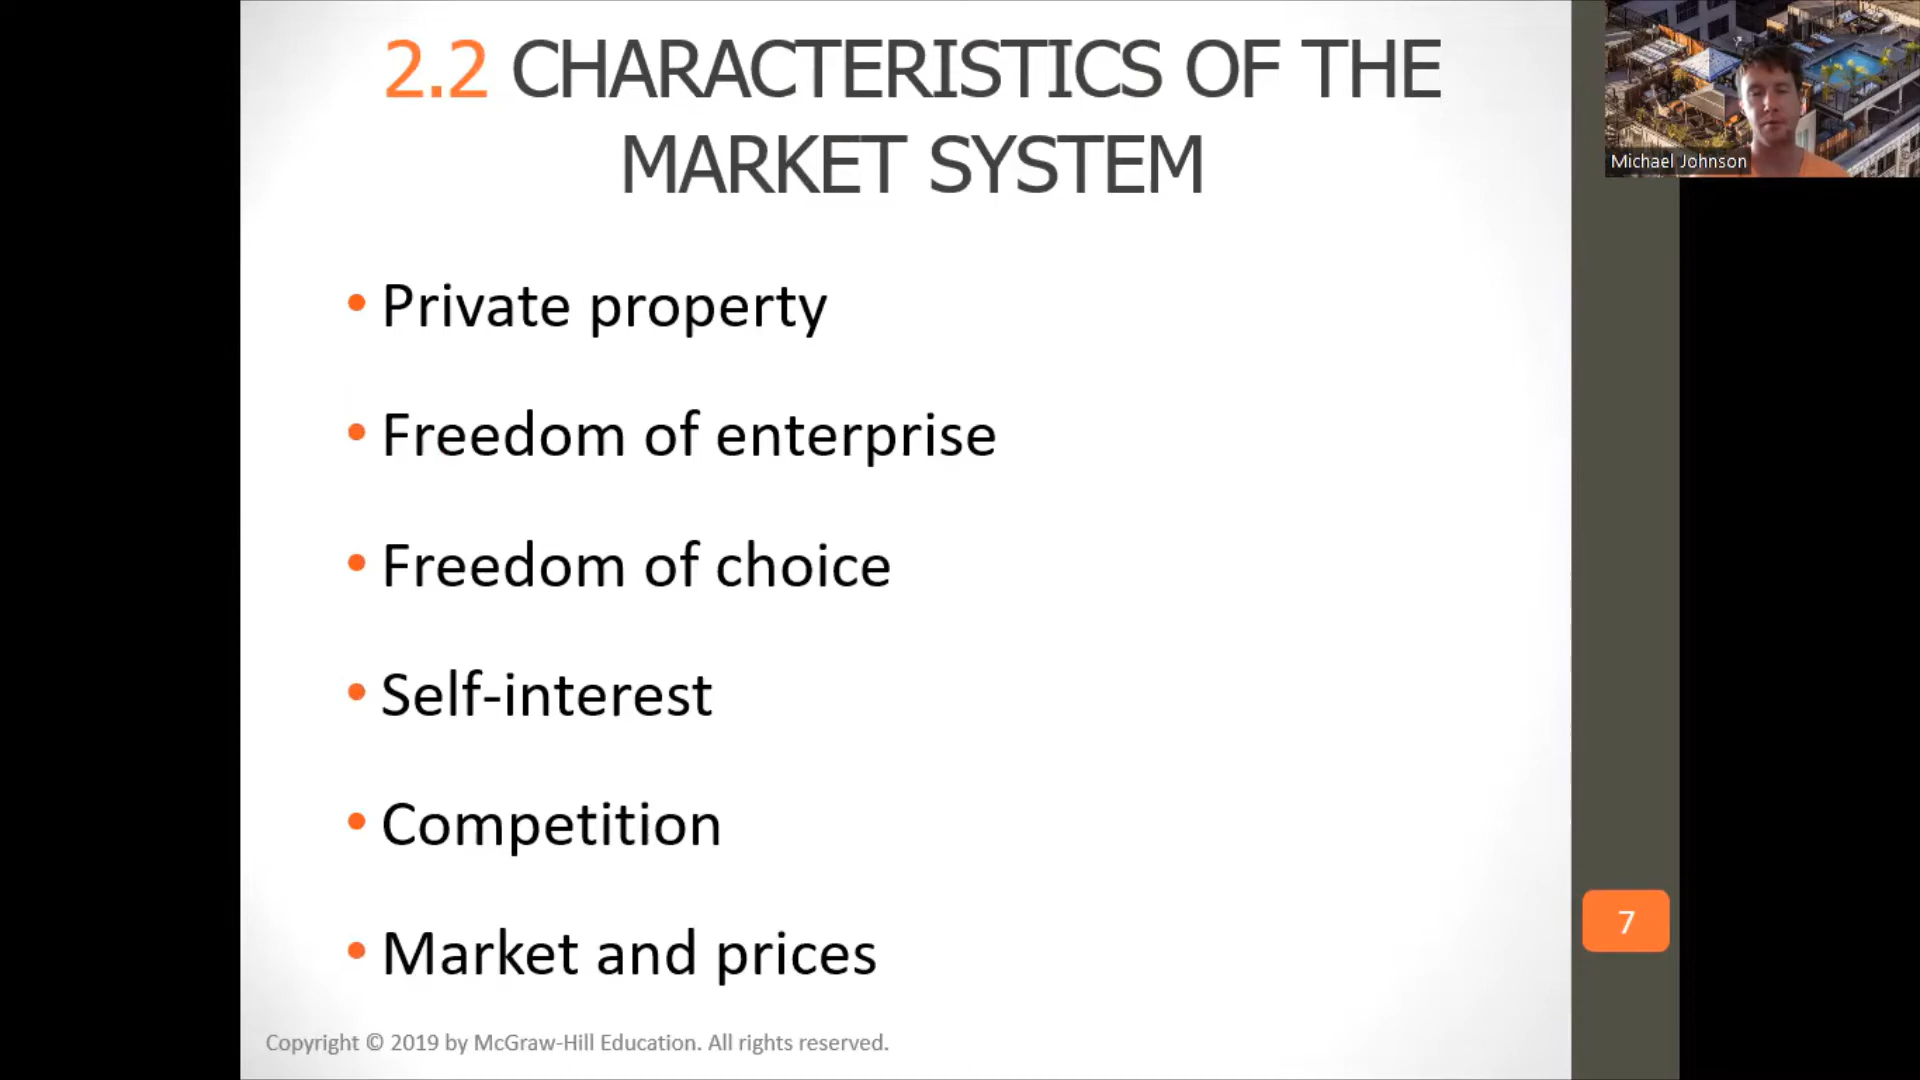 2.2 CHARACTERISTICS OF THE
MARKET SYSTEM
Michael Johnson
• Private property
• Freedom of enterprise
• Freedom of choice
• Self-interest
• Competition
• Market and prices
7
Copyright © 2019 by McGraw-Hill Education. All rights reserved.